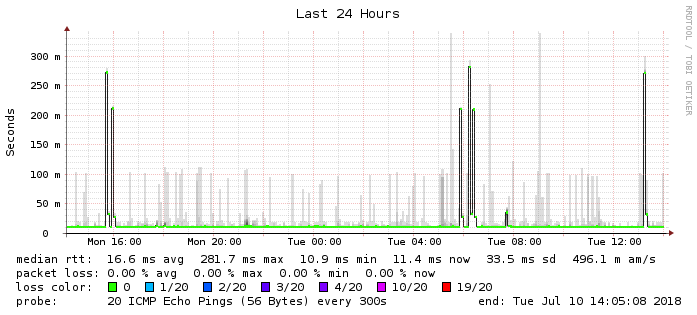 Last 24 Hours
RRDTOOL / TOBI OETIKER
Seconds
300 m
250 m
200 m
150 m
100 m
50 m
0
Mon 16:00 Mon 20:00 Tue 00:00 Tue 04:00 Tue 08:00 Tue 12:00
median rtt: 16.6 ms avg 281.7 ms max 10.9 ms min 11.4 ms now 33.5 ms sd 496.1 m am/s
packet loss: 0.00 % avg 0.00 % max 0.00 % min 0.00 % now
loss color: 0 1/20 2/20 3/20 4/20 10/20 19/20
probe: 20 ICMP Echo Pings (56 Bytes) every 300s end: Tue Jul 10 14:05:08 2018